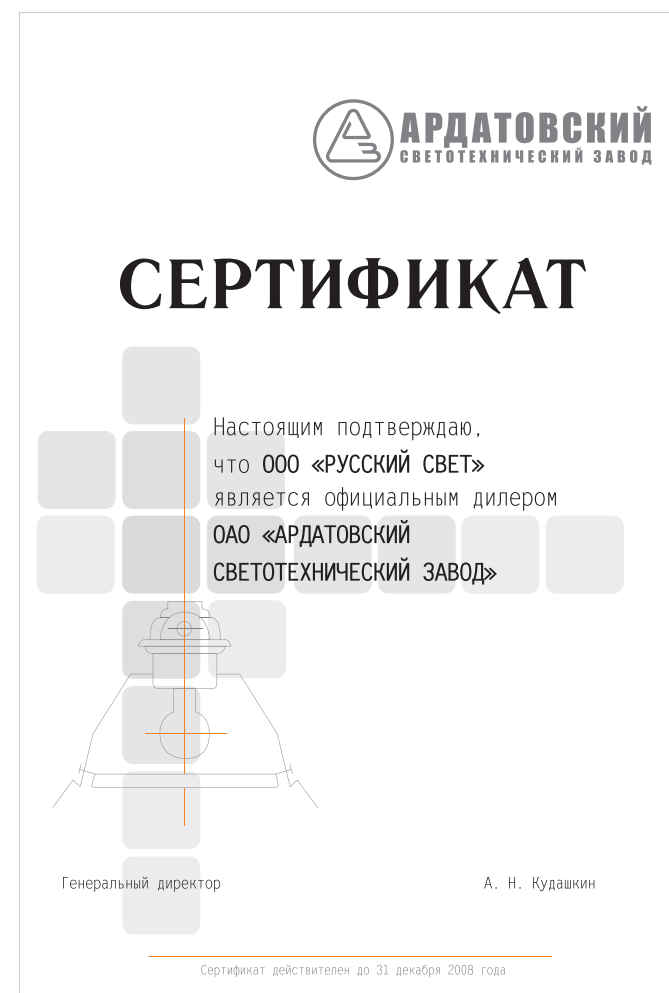 АРДАТОВСКИЙ
СВЕТОТЕХНИЧЕСКИЙ ЗАВОД
СЕРТИФИКАТ
Настоящим подтверждаю,
что ООО «РУССКИЙ СВЕТ»
является официальным дилером
ОАО «АРДАТОВСКИЙ
СВЕТОТЕХНИЧЕСКИЙ ЗАВОД»
Генеральный директор А. Н. Кудашкин
Сертификат действителен до 31 декабря 2008 года